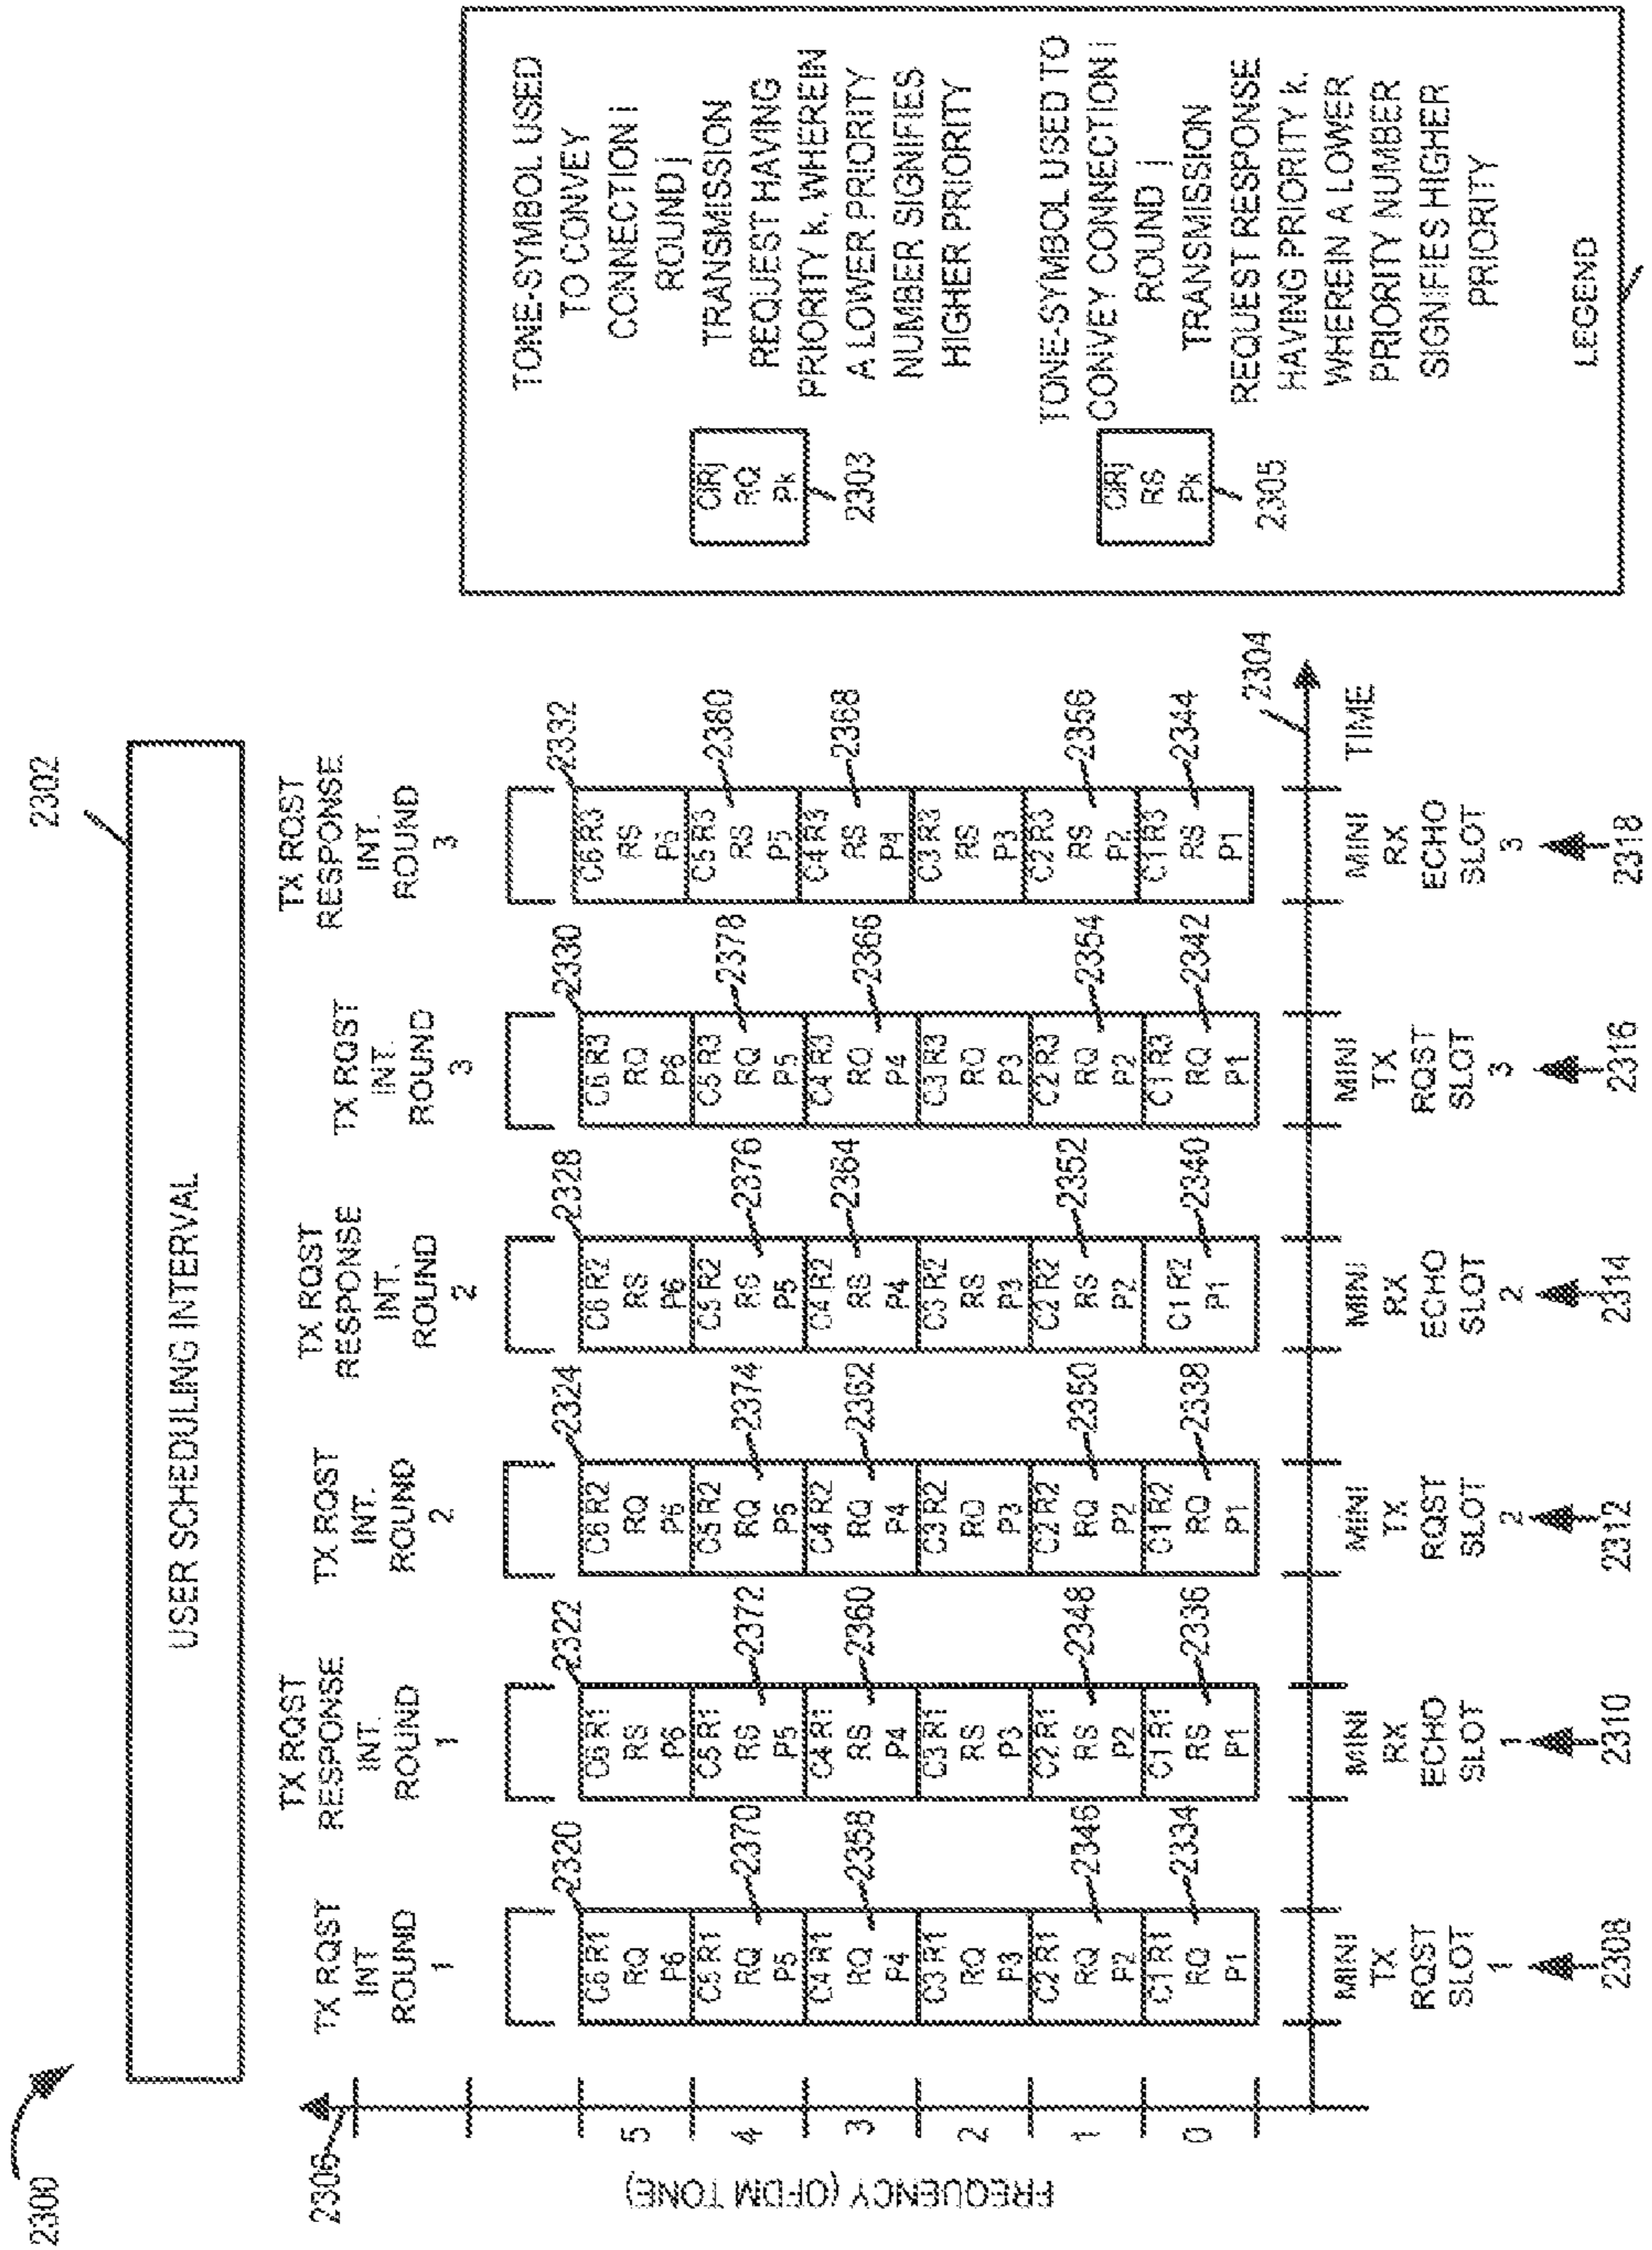 2300
2302
USER SCHEDULING INTERVAL
TX RQST
INT
ROUND
1
TX RQST
RESPONSE
INT.
ROUND
1
TX RQST
INT.
ROUND
2
TX RQST
RESPONSE
INT.
ROUND
2
TX RQST
INT.
ROUND
3
TX RQST
RESPONSE
INT.
ROUND
3
2306
FREQUENCY (OFDM TONE)
5
4
3
2
1
0
2320
C6 R1
RQ
P6
C5 R1
RQ
P5
2370
C4 R1
RQ
P4
2358
C3 R1
RQ
P3
C2 R1
RQ
P2
2346
C1 R1
RQ
P1
2334
2322
C6 R1
RS
P6
C5 R1
RS
P5
2372
C4 R1
RS
P4
2360
C3 R1
RS
P3
C2 R1
RS
P2
2348
C1 R1
RS
P1
2336
2324
C6 R2
RQ
P6
C5 R2
RQ
P5
2374
C4 R2
RQ
P4
2362
C3 R2
RQ
P3
C2 R2
RQ
P2
2350
C1 R2
RQ
P1
2338
2328
C6 R2
RS
P6
C5 R2
RS
P5
2376
C4 R2
RS
P4
2364
C3 R2
RS
P3
C2 R2
RS
P2
2352
C1 R2
P1
2340
2330
C6 R3
RQ
P6
C5 R3
RQ
P5
2378
C4 R3
RQ
P4
2366
C3 R3
RQ
P3
C2 R3
RQ
P2
2354
C1 R3
RQ
P1
2342
2332
C6 R3
RS
P6
C5 R3
RS
P5
2380
C4 R3
RS
P4
2368
C3 R3
RS
P3
C2 R3
RS
P2
2356
C1 R3
RS
P1
2344
2304
TIME
MINI
TX
RQST
SLOT
1
2308
MINI
RX
ECHO
SLOT
1
2310
MINI
TX
RQST
SLOT
2
2312
MINI
RX
ECHO
SLOT
2
2314
MINI
TX
RQST
SLOT
3
2316
MINI
RX
ECHO
SLOT
3
2318
CiRj
RQ
Pk
2303
TONE-SYMBOL USED
TO CONVEY
CONNECTION i
ROUND j
TRANSMISSION
REQUEST HAVING
PRIORITY k, WHEREIN
A LOWER PRIORITY
NUMBER SIGNIFIES
HIGHER PRIORITY
CiRj
RS
Pk
2305
TONE-SYMBOL USED TO
CONVEY CONNECTION i
ROUND j
TRANSMISSION
REQUEST RESPONSE
HAVING PRIORITY k,
WHEREIN A LOWER
PRIORITY NUMBER
SIGNIFIES HIGHER
PRIORITY
LEGEND